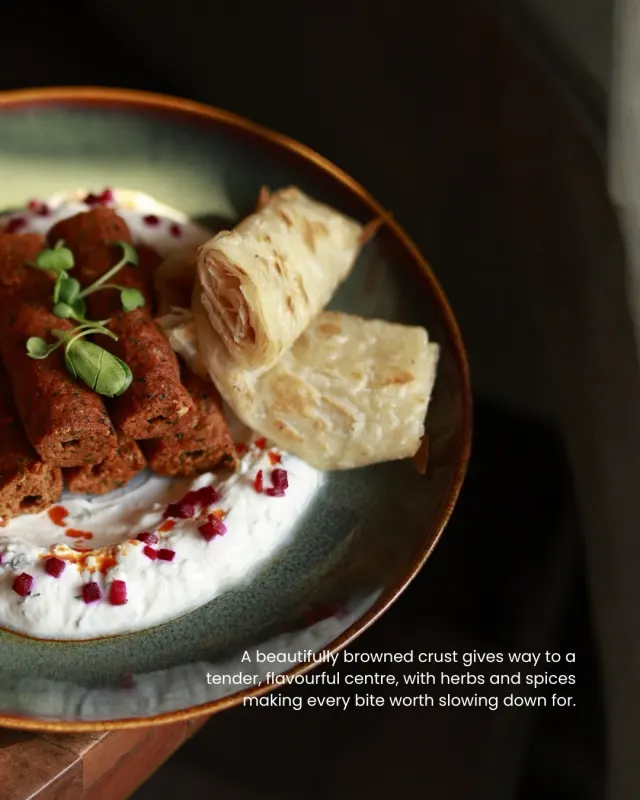 A beautifully browned crust gives way to a
tender, flavourful centre, with herbs and spices
making every bite worth slowing down for.